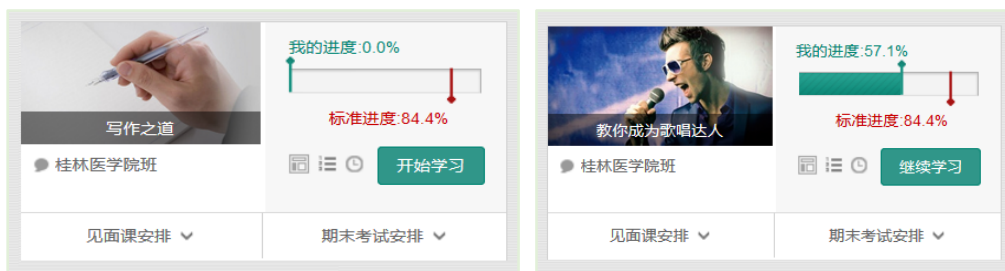 我的进度:0.0%
写作之道
标准进度:84.4%
桂林医学院班
开始学习
见面课安排
期末考试安排
我的进度:57.1%
教你成为歌唱达人
标准进度:84.4%
桂林医学院班
继续学习
见面课安排
期末考试安排